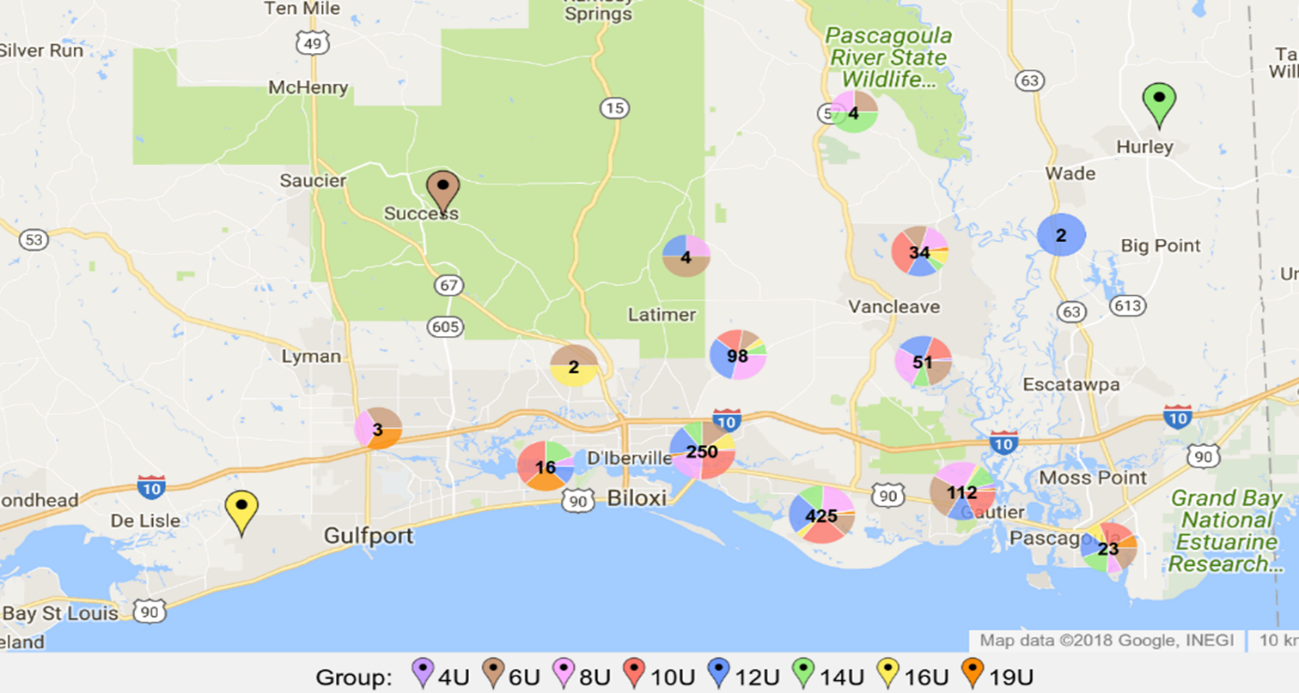 Ten Mile
Springs
Silver Run
49
McHenry
15
Pascagoula
River State
Wildlife...
63
57
4
Hurley
Wade
Saucier
Success
53
4
34
2
Big Point
67
605
Latimer
Vancleave
63
613
Lyman
2
98
51
Escatawpa
3
10
10
10
16
D'Iberville
250
90
10
De Lisle
90
Biloxi
90
425
112
Gautier
Moss Point
Grand Bay
National
Estuarine
Research...
Gulfport
Pascagoula
23
Bay St Louis
90
Map data ©2018 Google, INEGI
10
Group: 4U 6U 8U 10U 12U 14U 16U 19U